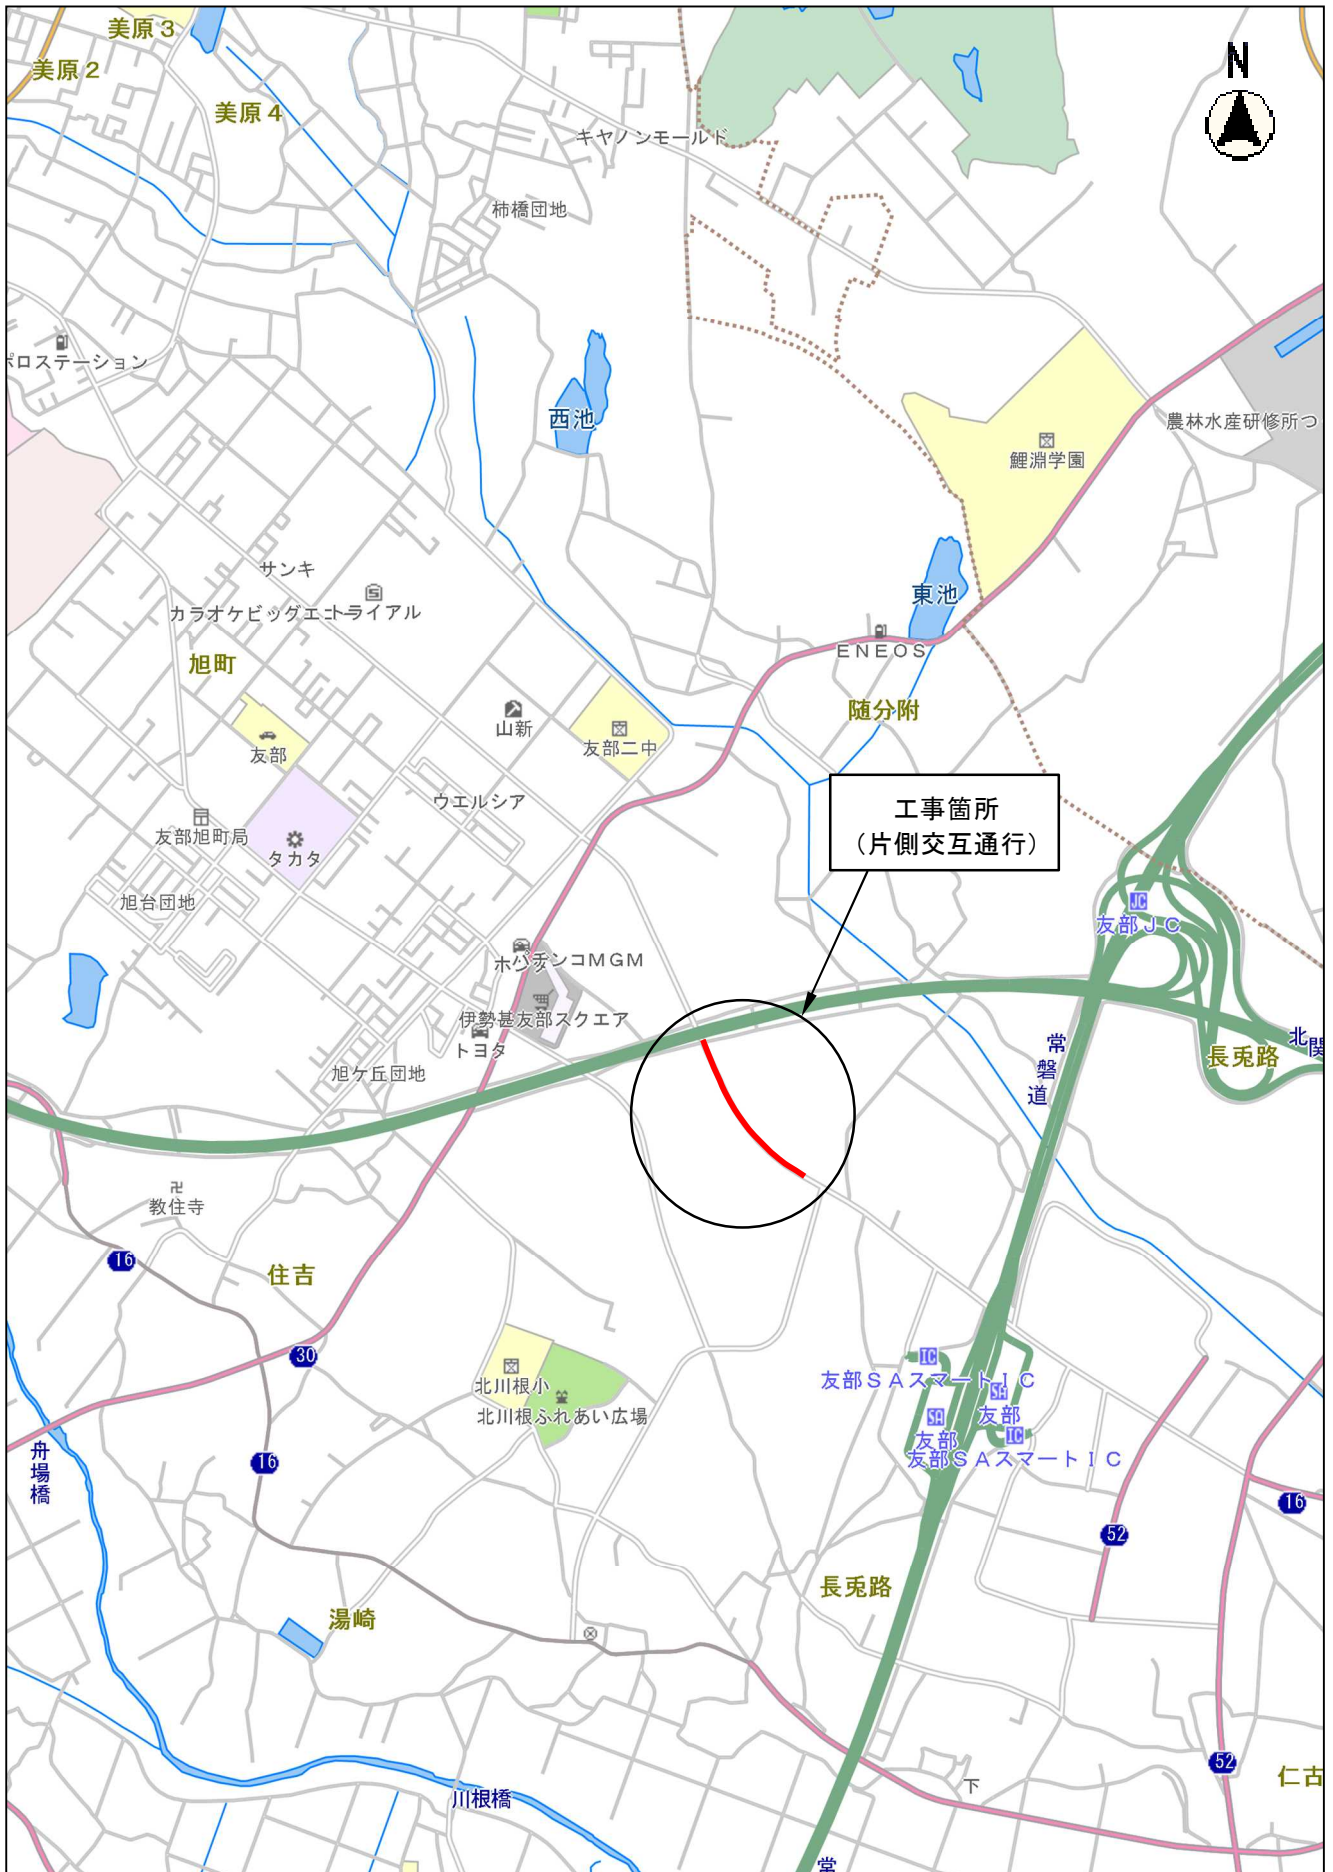 美原3
美原2
美原4
N
キヤノンモールド
柿橋団地
ポロステーション
西池
農林水産研修所つ
鯉淵学園
サンキ
カラオケビッグエコー
トライアル
東池
ENEOS
旭町
随分附
山新
友部二中
友部
ウエルシア
工事箇所
(片側交互通行)
友部旭町局
タカタ
旭台団地
JC
友部JC
パチンコMGM
ホンダ
伊勢甚友部スクエア
トヨタ
旭ケ丘団地
常磐道
北関
長兎路
教住寺
16
住吉
30
IC
友部SAスマートIC
SA
友部
SA
友部
IC
友部SAスマートIC
北川根小
北川根ふれあい広場
舟場橋
16
16
52
長兎路
湯崎
52
仁古
下
川根橋
常